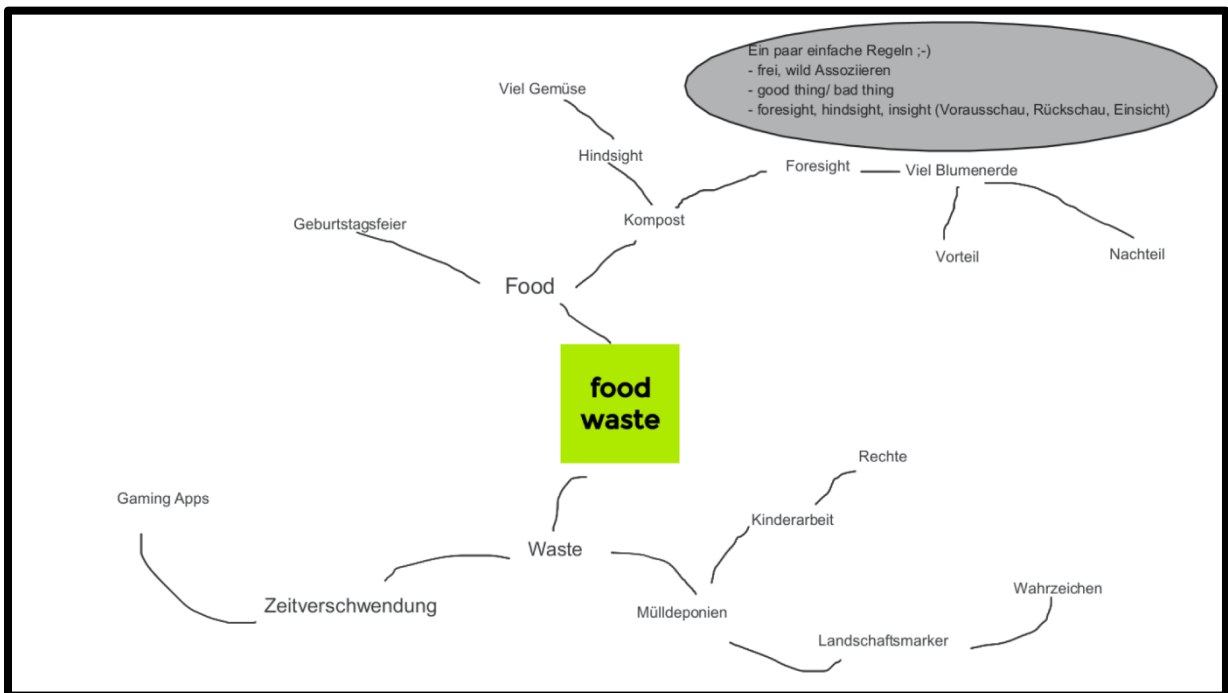 Ein paar einfache Regeln ;-)
- frei, wild Assoziieren
- good thing/ bad thing
- foresight, hindsight, insight (Vorausschau, Rückschau, Einsicht)
Viel Gemüse
Hindsight
Foresight
Viel Blumenerde
Geburtstagsfeier
Kompost
Vorteil
Nachteil
Food
food
waste
Rechte
Gaming Apps
Kinderarbeit
Waste
Zeitverschwendung
Mülldeponien
Wahrzeichen
Landschaftsmarker